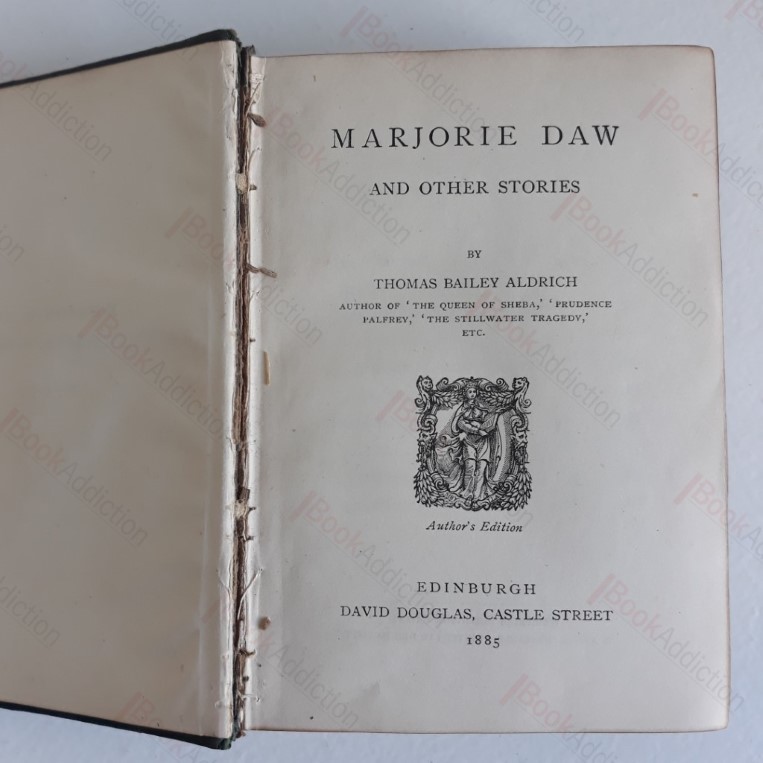 MARJORIE DAW
AND OTHER STORIES
BY
THOMAS BAILEY ALDRICH
AUTHOR OF ‘ THE QUEEN OF SHEBA,’ ‘ PRUDENCE
PALFREY,’ ‘ THE STILLWATER TRAGEDY,’
ETC.
Author's Edition
EDINBURGH
DAVID DOUGLAS, CASTLE STREET
1885
BookAddiction